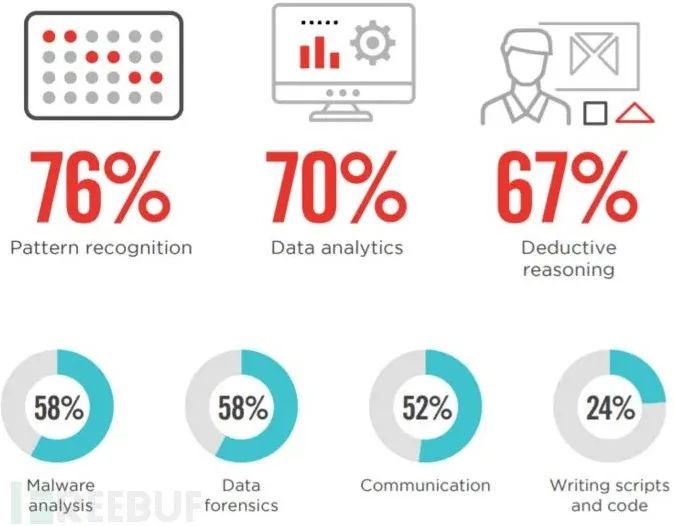 76%
70%
67%
Pattern recognition
Data analytics
Deductive
reasoning
58%
58%
52%
24%
Malware
analysis
Data
forensics
Communication
Writing scripts
and code
REEBUF